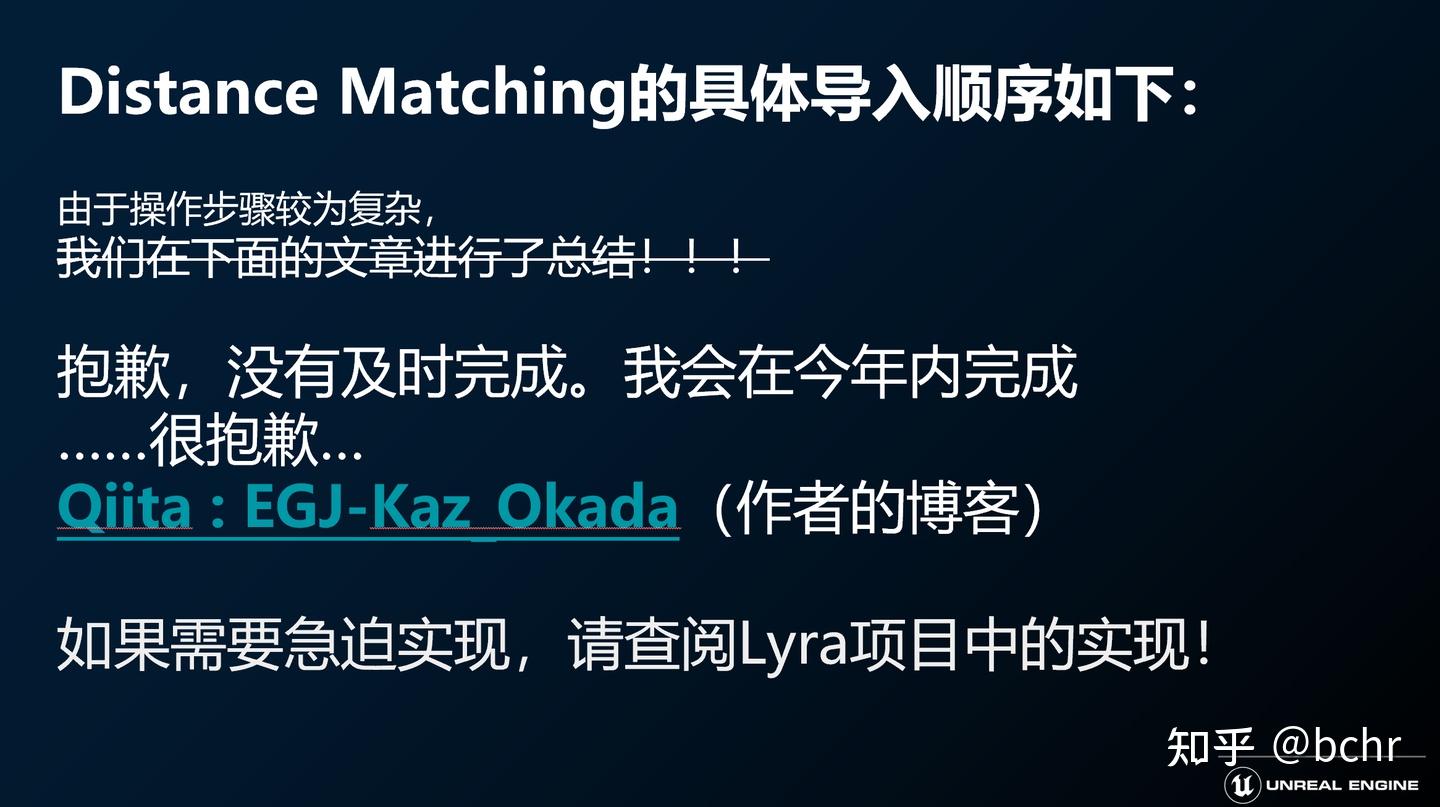 Distance Matching的具体导入顺序如下：
由于操作步骤较为复杂，
我们在下面的文章进行了总结！！！
抱歉，没有及时完成。我会在今年内完成
......很抱歉...
Qiita : EGJ-Kaz_Okada（作者的博客）
如果需要急迫实现，请查阅Lyra项目中的实现！
知乎 @bchr
UNREAL ENGINE